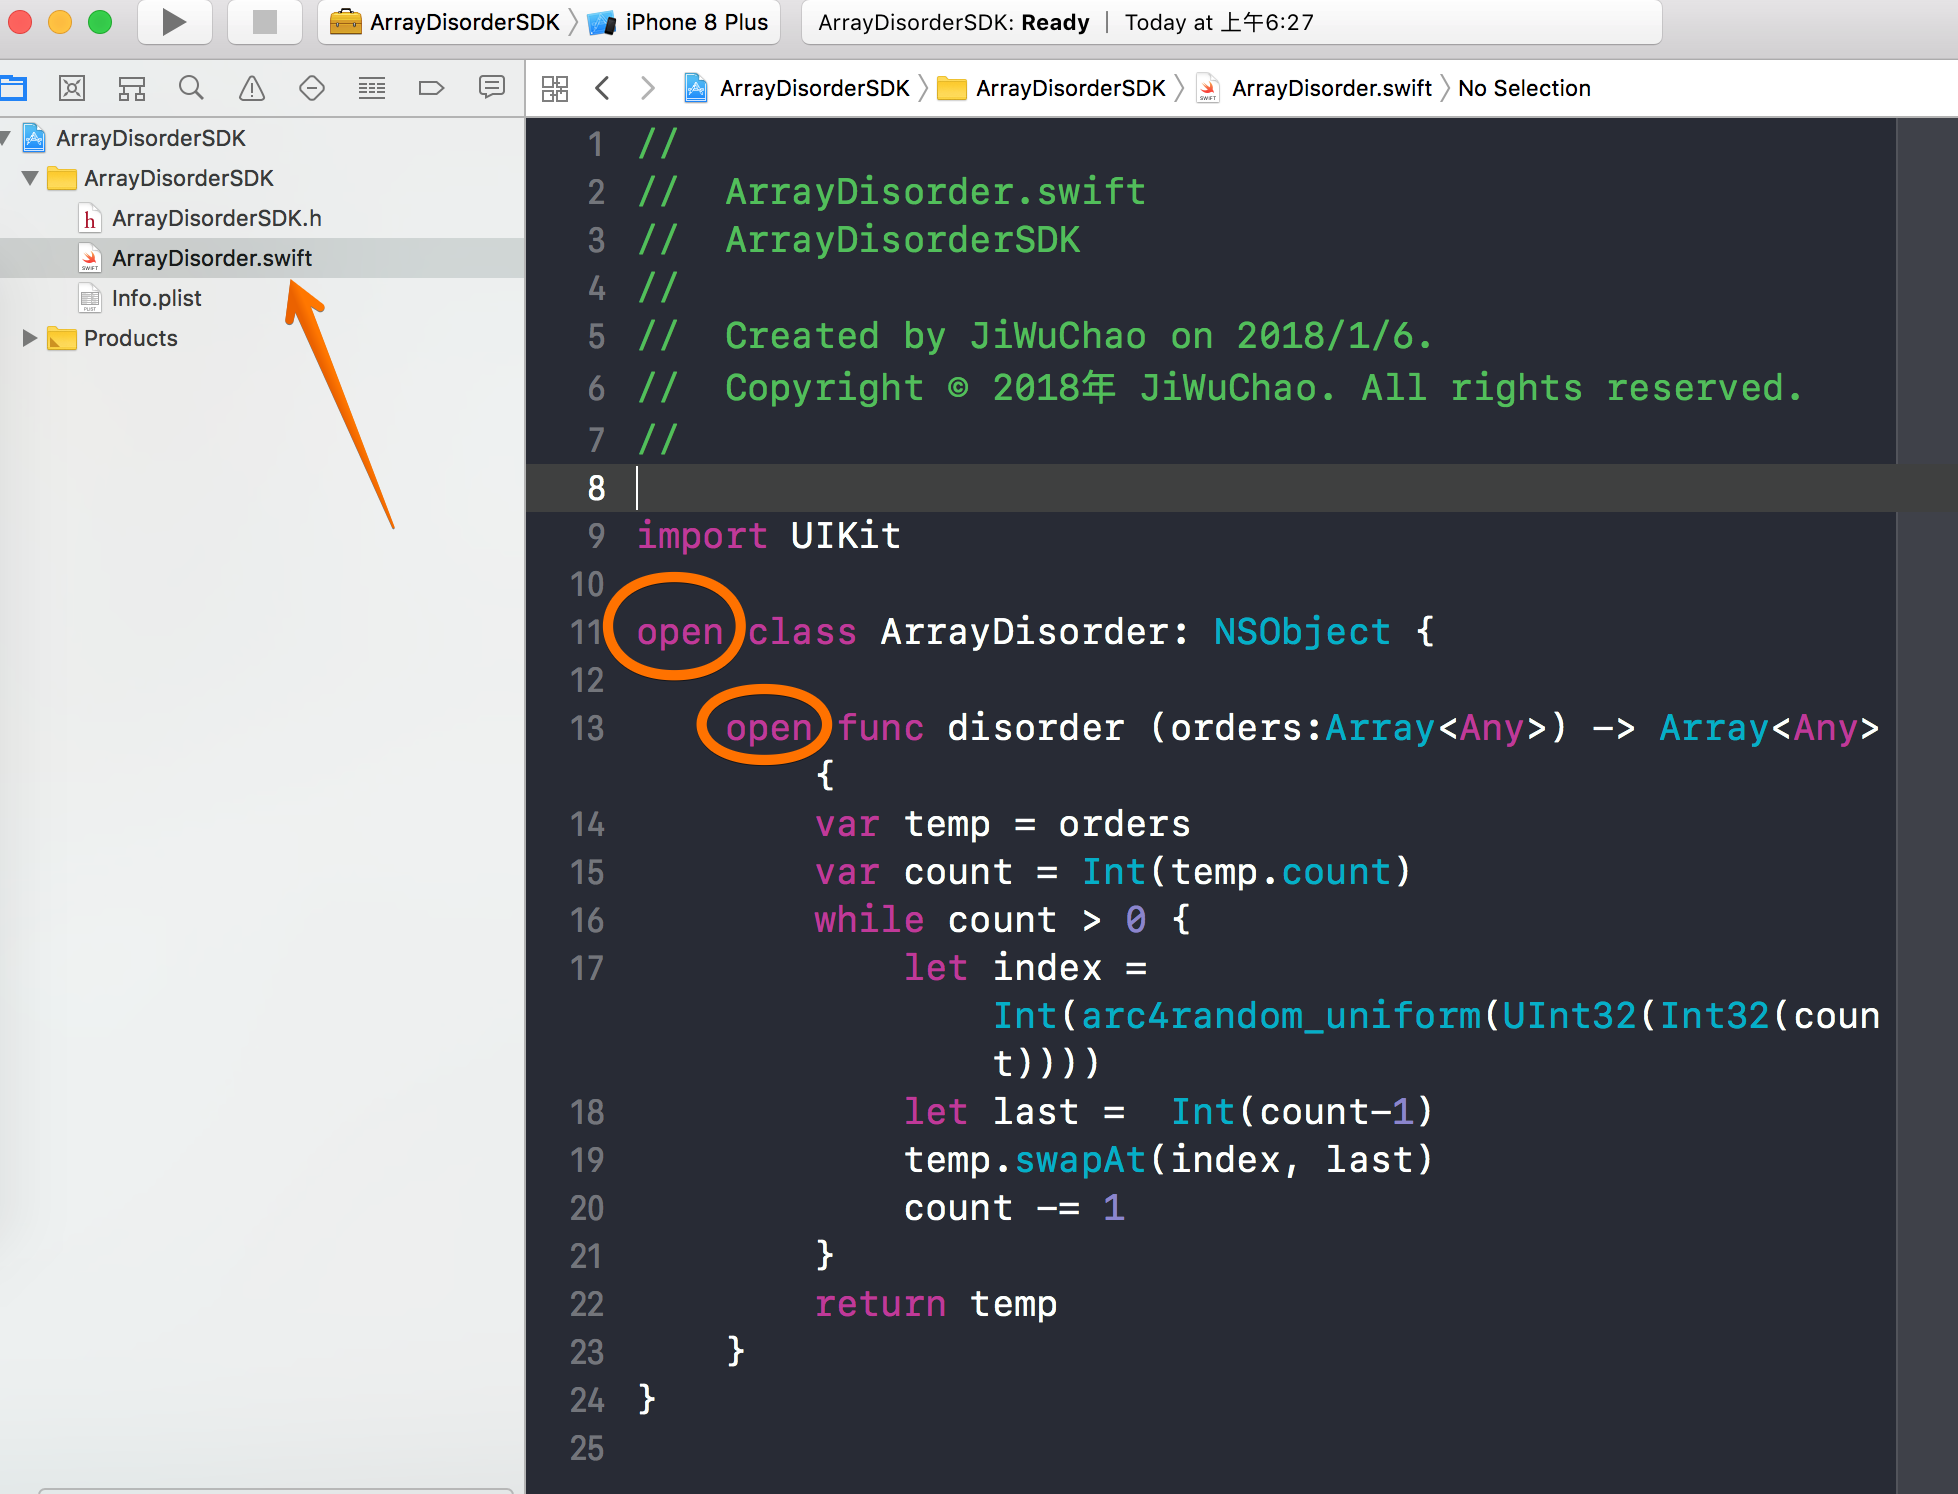 ArrayDisorderSDK
iPhone 8 Plus
ArrayDisorderSDK: Ready | Today at 上午6:27
ArrayDisorderSDK
ArrayDisorderSDK
ArrayDisorder.swift
No Selection
ArrayDisorderSDK
ArrayDisorderSDK
h ArrayDisorderSDK.h
ArrayDisorder.swift
Info.plist
Products
1 //
2 //  ArrayDisorder.swift
3 //  ArrayDisorderSDK
4 //
5 //  Created by JiWuChao on 2018/1/6.
6 //  Copyright © 2018年 JiWuChao. All rights reserved.
7 //
8
9 import UIKit
10
11 open class ArrayDisorder: NSObject {
12
13     open func disorder (orders:Array<Any>) -> Array<Any>
{
14         var temp = orders
15         var count = Int(temp.count)
16         while count > 0 {
17             let index =
Int(arc4random_uniform(UInt32(Int32(coun
t))))
18             let last =  Int(count-1)
19             temp.swapAt(index, last)
20             count -= 1
21         }
22         return temp
23     }
24 }
25